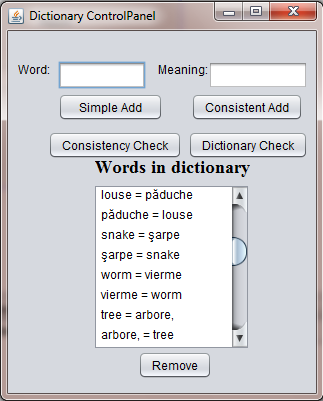 Dictionary ControlPanel
Word: Meaning:
Simple Add Consistent Add
Consistency Check Dictionary Check
Words in dictionary
louse = păduche
păduche = louse
snake = şarpe
şarpe = snake
worm = vierme
vierme = worm
tree = arbore,
arbore, = tree
Remove